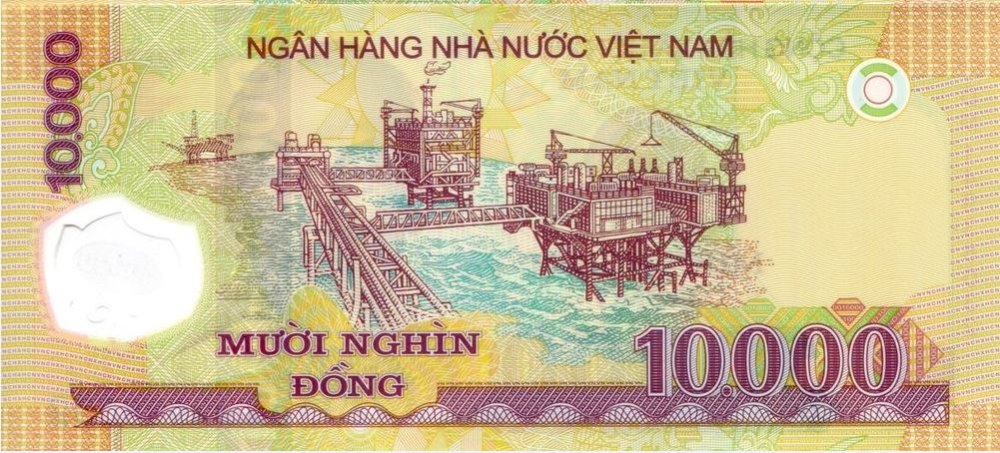 NGÂN HÀNG NHÀ NƯỚC VIỆT NAM
10.000
MƯỜI NGHÌN
ĐỒNG
10.000